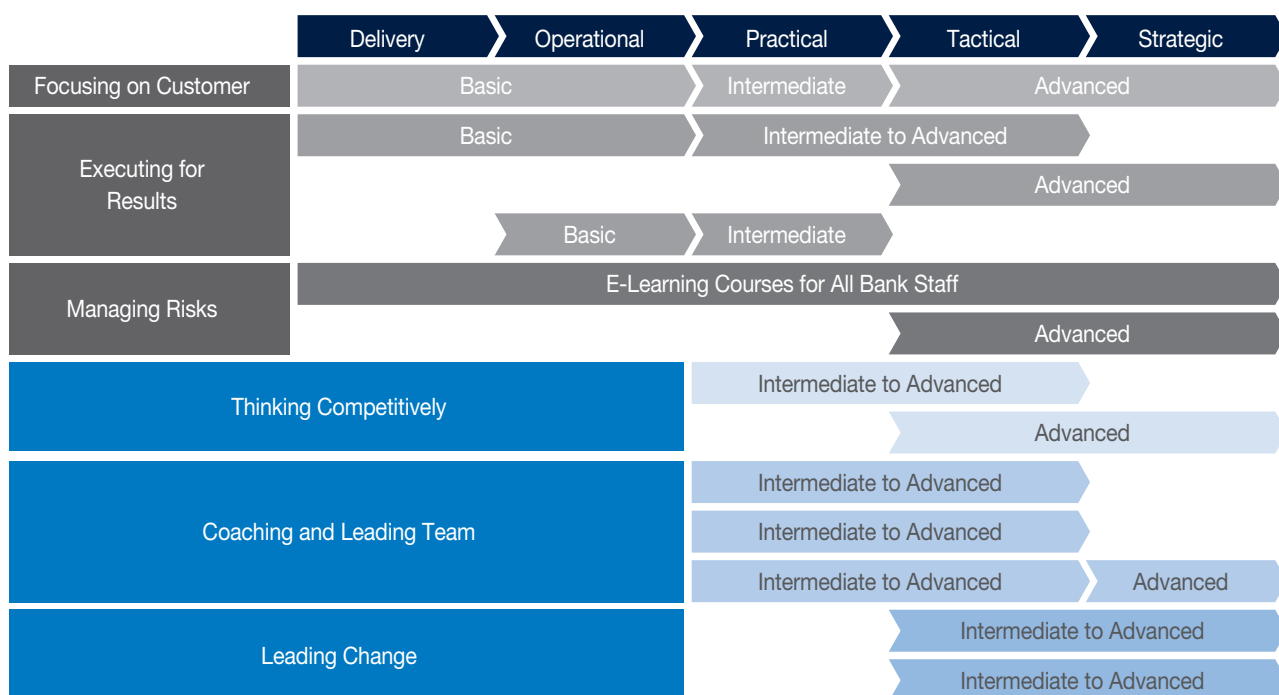 Delivery
Operational
Practical
Tactical
Strategic
Focusing on Customer
Basic
Intermediate
Advanced
Executing for
Results
Basic
Intermediate to Advanced
Advanced
Basic
Intermediate
Managing Risks
E-Learning Courses for All Bank Staff
Advanced
Thinking Competitively
Intermediate to Advanced
Advanced
Coaching and Leading Team
Intermediate to Advanced
Intermediate to Advanced
Intermediate to Advanced
Advanced
Leading Change
Intermediate to Advanced
Intermediate to Advanced